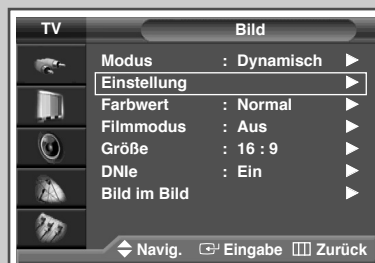 TV Bild
Modus : Dynamisch
Einstellung
Farbwert : Normal
Filmmodus : Aus
Größe : 16 : 9
DNIe : Ein
Bild im Bild
Navig. Eingabe Zurück